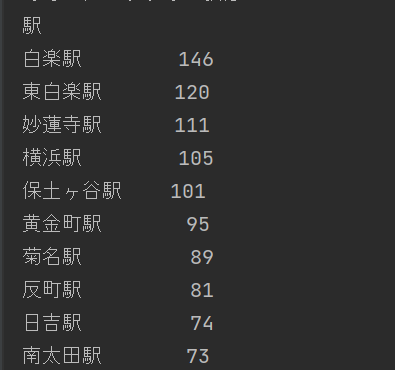 駅
白楽駅 146
東白楽駅 120
妙蓮寺駅 111
横浜駅 105
保土ヶ谷駅 101
黄金町駅 95
菊名駅 89
反町駅 81
日吉駅 74
南太田駅 73